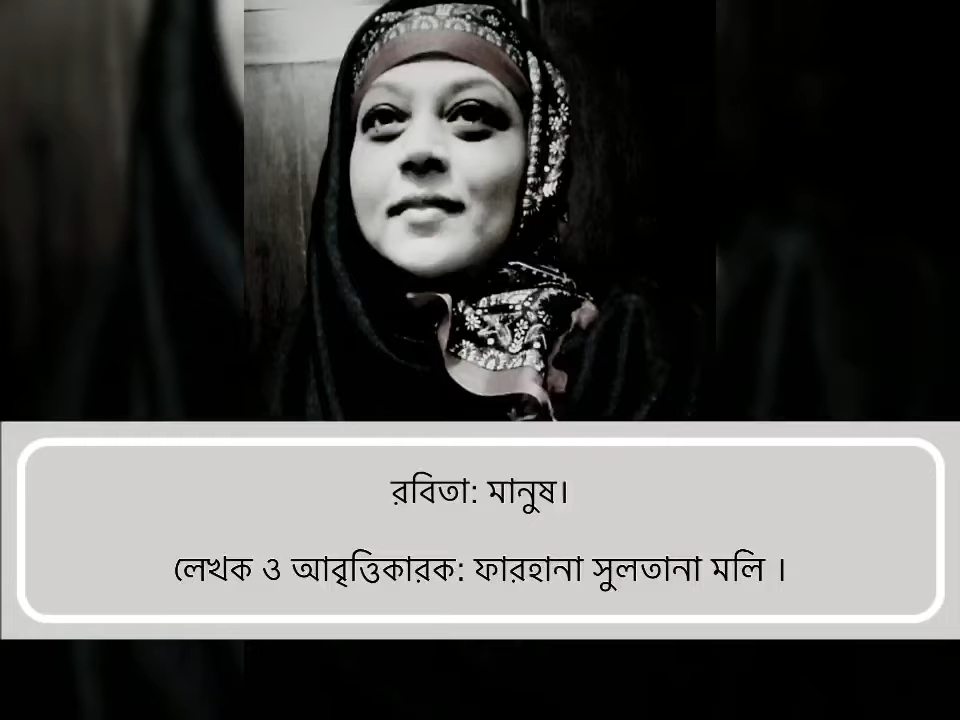 রবিতা: মানুষ।
লেখক ও আবৃত্তিকারক: ফারহানা সুলতানা মলি ।